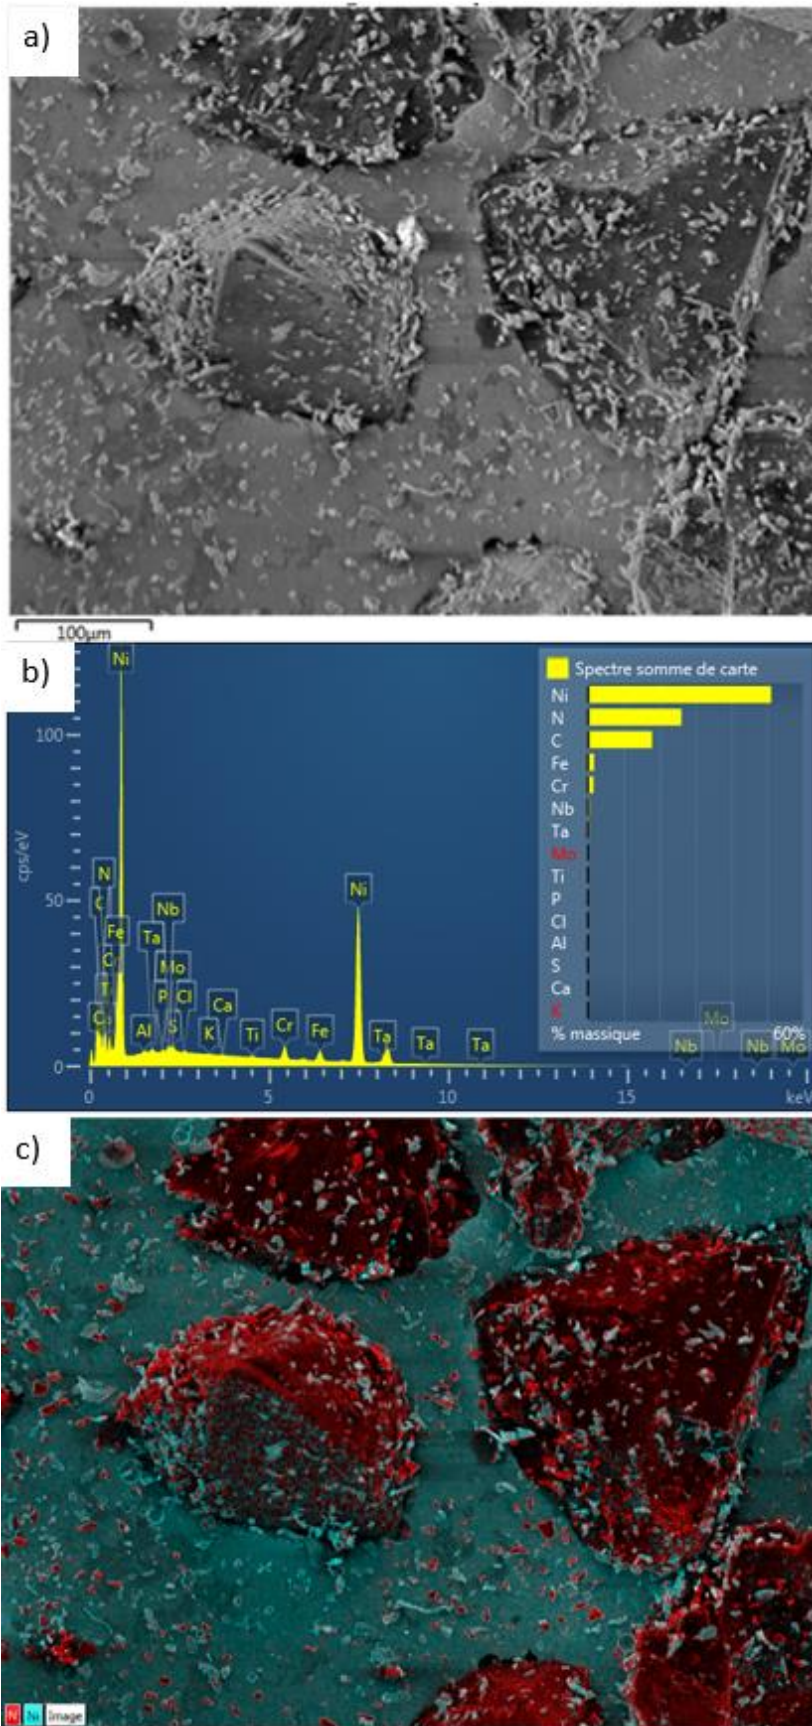 a)
100µm
b)
Spectre somme de carte
Ni
N
C
Fe
Cr
Nb
Ta
Mo
Ti
P
Cl
Al
S
Ca
K
% massique 60%
cps/eV
100
50
0
Ni
N
Fe
Nb
Ta
Mo
P
Cl
Al
S
K
Ca
Ti
Cr
Fe
Ni
Ta
Ta
Ta
Nb
Mo
Nb
Mo
0 5 10 15 keV
c)
N Ni Image